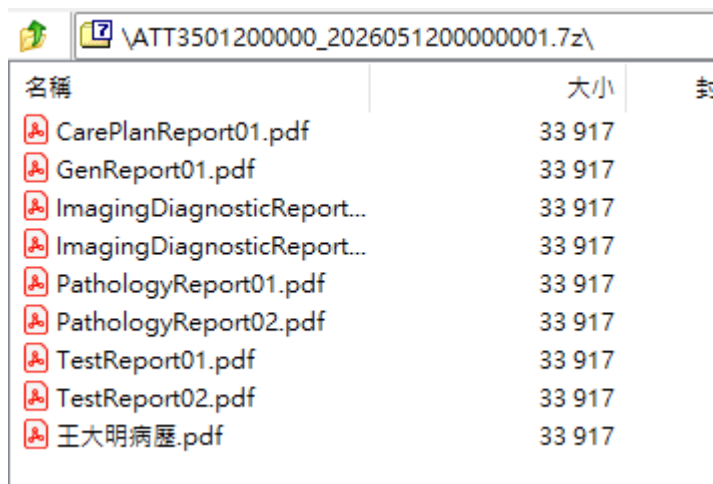 \ATT3501200000_2026051200000001.7z\
名稱 大小
CarePlanReport01.pdf 33 917
GenReport01.pdf 33 917
ImagingDiagnosticReport... 33 917
ImagingDiagnosticReport... 33 917
PathologyReport01.pdf 33 917
PathologyReport02.pdf 33 917
TestReport01.pdf 33 917
TestReport02.pdf 33 917
王大明病歷.pdf 33 917